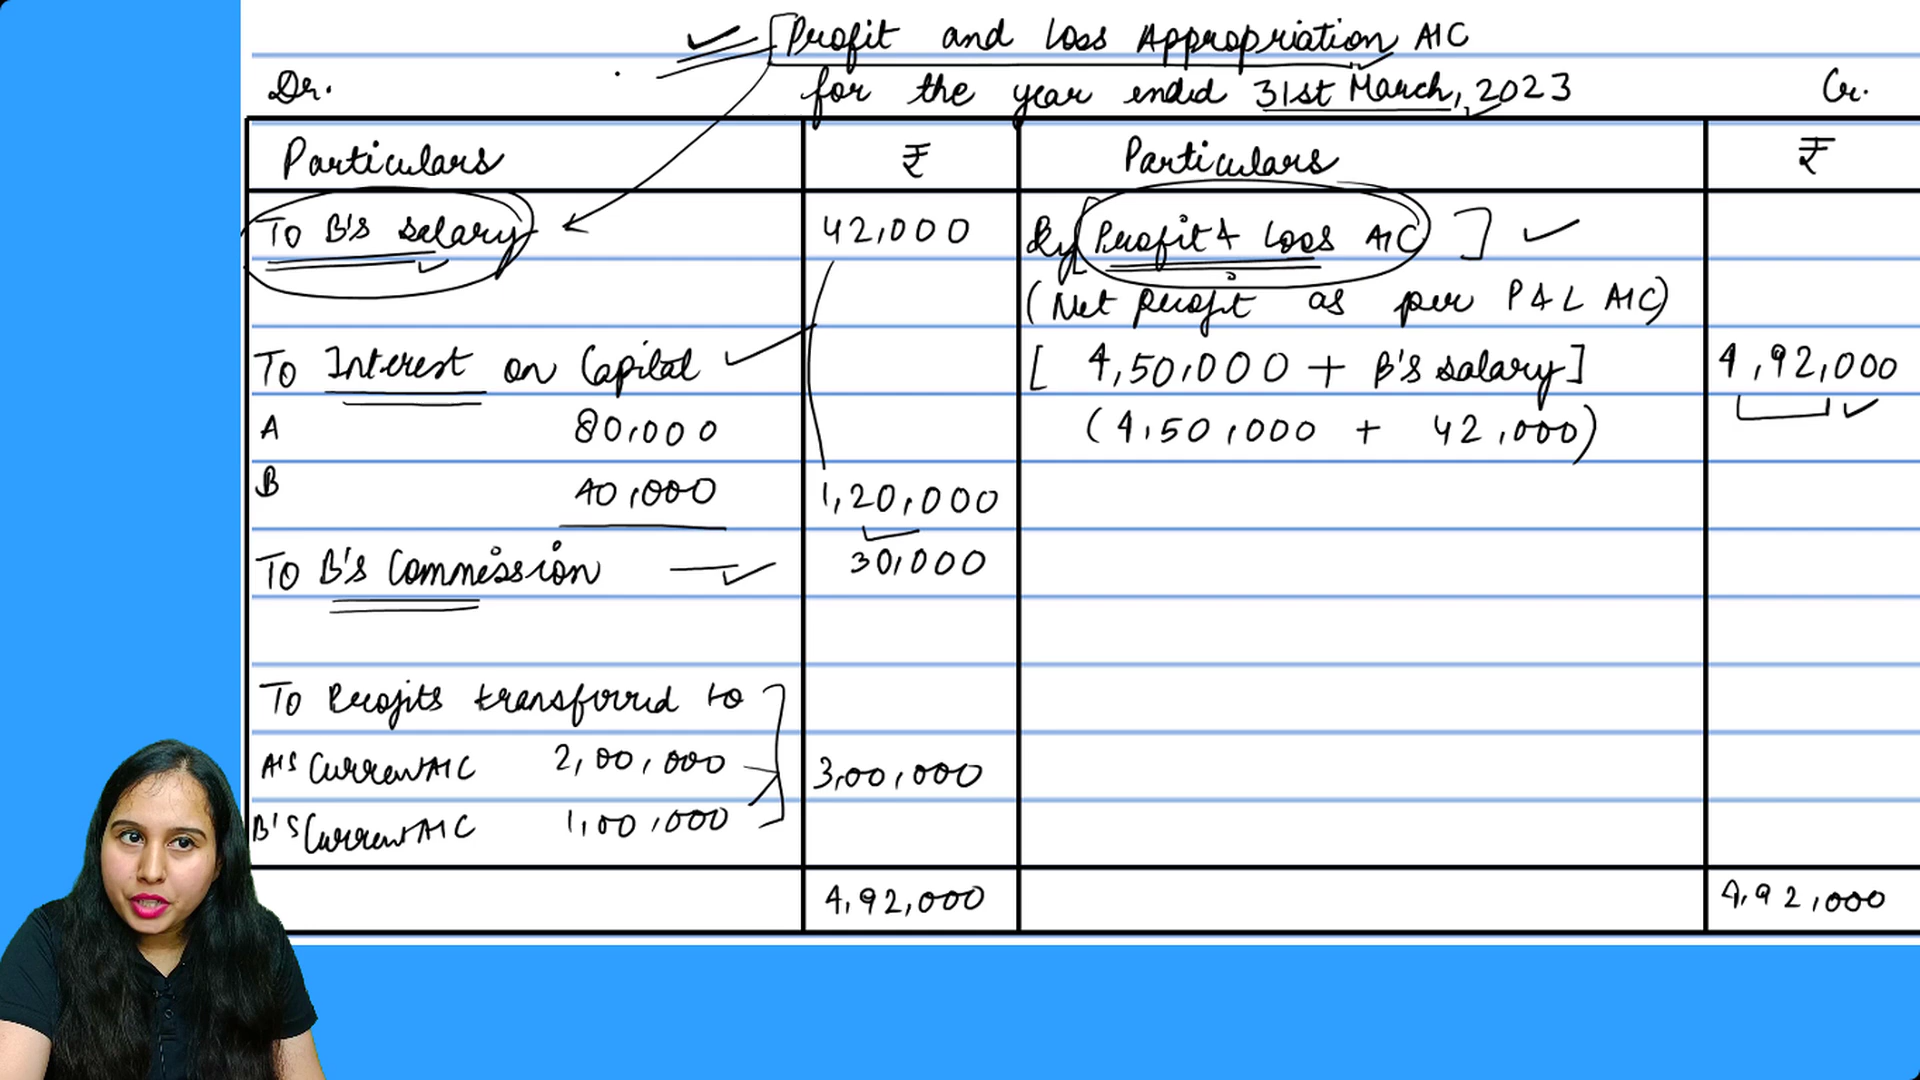 Profit and Loss Appropriation A/C
Dr. for the year ended 31st March, 2023 Cr.
Particulars ₹ Particulars ₹
To B's salary 42,000 By Profit & Loss A/C
(Net profit as per P & L A/C)
To Interest on Capital [ 4,50,000 + B's salary] 4,92,000
A 80,000 (4,50,000 + 42,000)
B 40,000 1,20,000
To B's Commission 30,000
To Profits transferred to
A's Current A/C 2,00,000 3,00,000
B's Current A/C 1,00,000
4,92,000 4,92,000